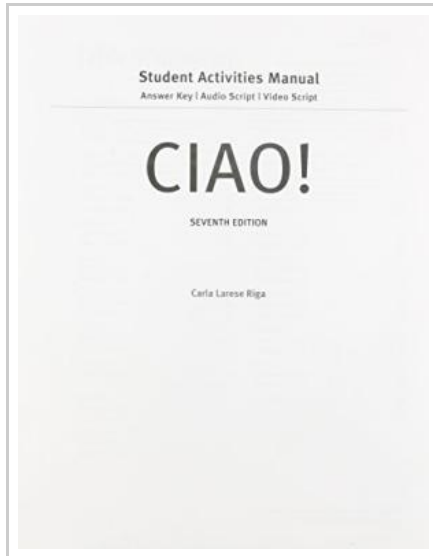 Student Activities Manual
Answer Key | Audio Script | Video Script
CIAO!
SEVENTH EDITION
Carla Larese Riga